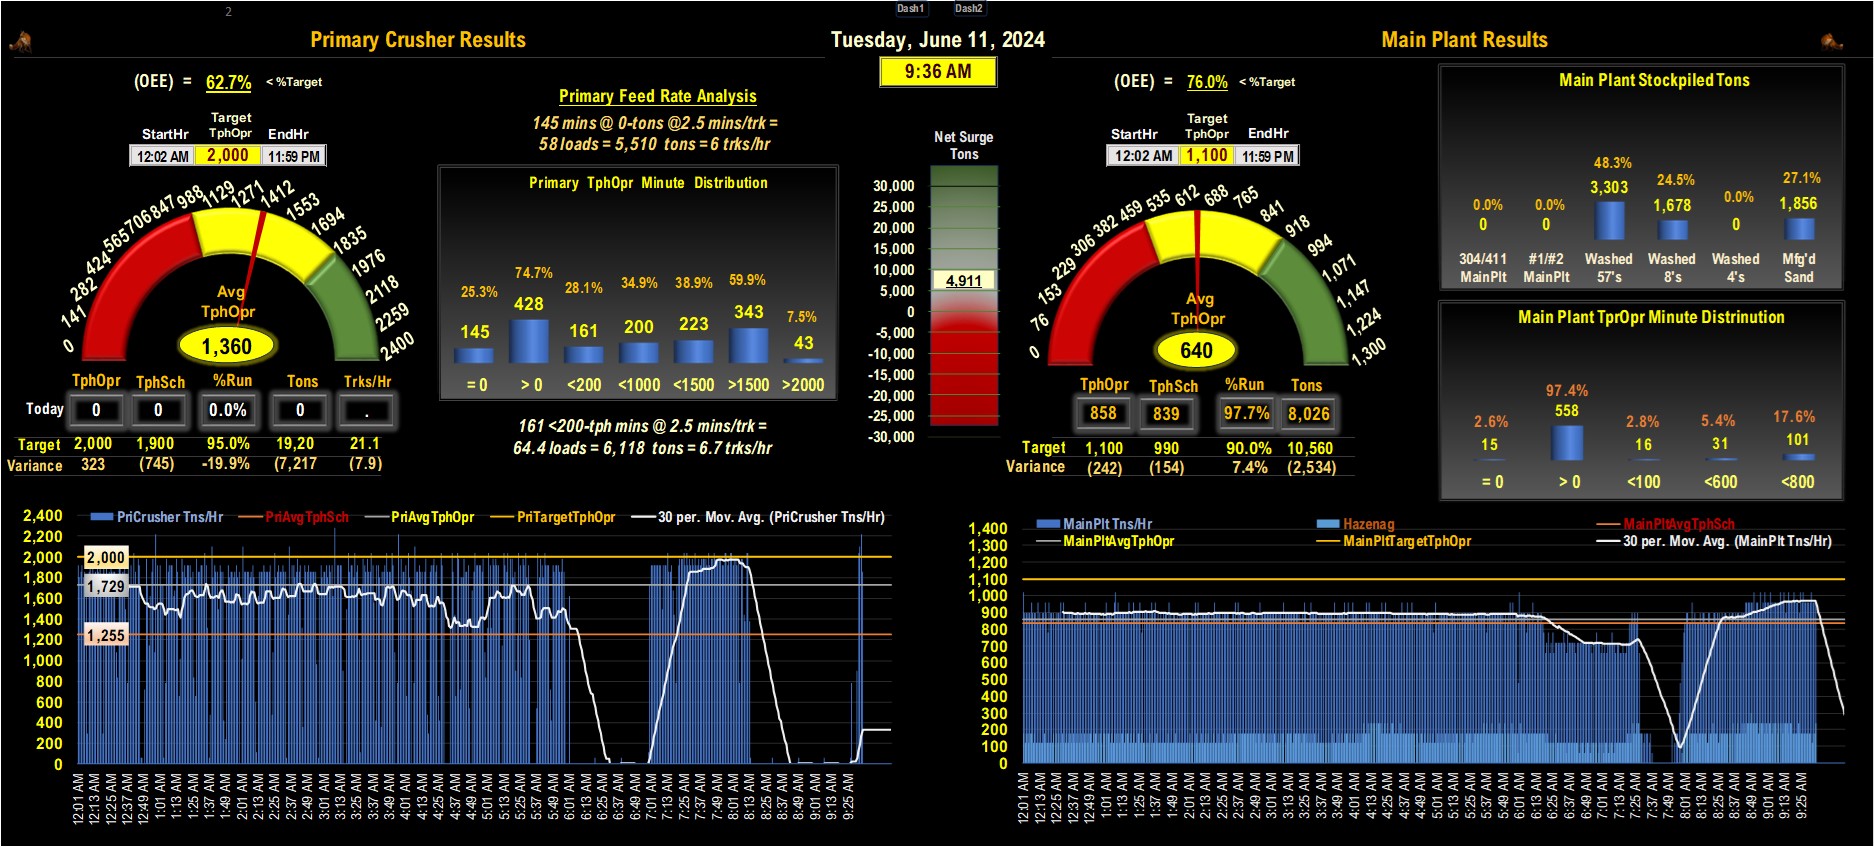 2
Dash1 Dash2
Primary Crusher Results
Tuesday, June 11, 2024
Main Plant Results
9:36 AM
(OEE) = 62.7% < %Target
StartHr Target TphOpr EndHr
12:02 AM 2,000 11:59 PM
0 141 282 424 565 706 847 988 1129 1271 1412 1553 1694 1835 1976 2118 2259 2400
Avg
TphOpr
1,360
TphOpr TphSch %Run Tons Trks/Hr
Today 0 0 0.0% 0 .
Target 2,000 1,900 95.0% 19,20 21.1
Variance 323 (745) -19.9% (7,217 (7.9)
Primary Feed Rate Analysis
145 mins @ 0-tons @2.5 mins/trk =
58 loads = 5,510 tons = 6 trks/hr
Primary TphOpr Minute Distribution
25.3% 74.7% 28.1% 34.9% 38.9% 59.9% 7.5%
145 428 161 200 223 343 43
= 0 > 0 <200 <1000 <1500 >1500 >2000
161 <200-tph mins @ 2.5 mins/trk =
64.4 loads = 6,118 tons = 6.7 trks/hr
Net Surge
Tons
30,000
25,000
20,000
15,000
10,000
4,911
5,000
0
-5,000
-10,000
-15,000
-20,000
-25,000
-30,000
(OEE) = 76.0% < %Target
StartHr Target TphOpr EndHr
12:02 AM 1,100 11:59 PM
0 76 153 229 306 382 459 535 612 688 765 841 918 994 1,071 1,147 1,224 1,300
Avg
TphOpr
640
TphOpr TphSch %Run Tons
858 839 97.7% 8,026
Target 1,100 990 90.0% 10,560
Variance (242) (154) 7.4% (2,534)
Main Plant Stockpiled Tons
0.0% 0.0% 48.3% 24.5% 0.0% 27.1%
0 0 3,303 1,678 0 1,856
304/411 #1/#2 Washed Washed Washed Mfg'd
MainPlt MainPlt 57's 8's 4's Sand
Main Plant TprOpr Minute Distrinution
2.6% 97.4% 2.8% 5.4% 17.6%
15 558 16 31 101
= 0 > 0 <100 <600 <800
PriCrusher Tns/Hr PriAvgTphSch PriAvgTphOpr PriTargetTphOpr 30 per. Mov. Avg. (PriCrusher Tns/Hr)
2,400
2,200
2,000
1,800
1,600
1,400
1,200
1,000
800
600
400
200
0
2,000
1,729
1,255
12:01 AM 12:13 AM 12:25 AM 12:37 AM 12:49 AM 1:01 AM 1:13 AM 1:25 AM 1:37 AM 1:49 AM 2:01 AM 2:13 AM 2:25 AM 2:37 AM 2:49 AM 3:01 AM 3:13 AM 3:25 AM 3:37 AM 3:49 AM 4:01 AM 4:13 AM 4:25 AM 4:37 AM 4:49 AM 5:01 AM 5:13 AM 5:25 AM 5:37 AM 5:49 AM 6:01 AM 6:13 AM 6:25 AM 6:37 AM 6:49 AM 7:01 AM 7:13 AM 7:25 AM 7:37 AM 7:49 AM 8:01 AM 8:13 AM 8:25 AM 8:37 AM 8:49 AM 9:01 AM 9:13 AM 9:25 AM
MainPlt Tns/Hr Hazenag MainPltAvgTphSch
MainPltAvgTphOpr MainPltTargetTphOpr 30 per. Mov. Avg. (MainPlt Tns/Hr)
1,400
1,300
1,200
1,100
1,000
900
800
700
600
500
400
300
200
100
0
12:01 AM 12:13 AM 12:25 AM 12:37 AM 12:49 AM 1:01 AM 1:13 AM 1:25 AM 1:37 AM 1:49 AM 2:01 AM 2:13 AM 2:25 AM 2:37 AM 2:49 AM 3:01 AM 3:13 AM 3:25 AM 3:37 AM 3:49 AM 4:01 AM 4:13 AM 4:25 AM 4:37 AM 4:49 AM 5:01 AM 5:13 AM 5:25 AM 5:37 AM 5:49 AM 6:01 AM 6:13 AM 6:25 AM 6:37 AM 6:49 AM 7:01 AM 7:13 AM 7:25 AM 7:37 AM 7:49 AM 8:01 AM 8:13 AM 8:25 AM 8:37 AM 8:49 AM 9:01 AM 9:13 AM 9:25 AM